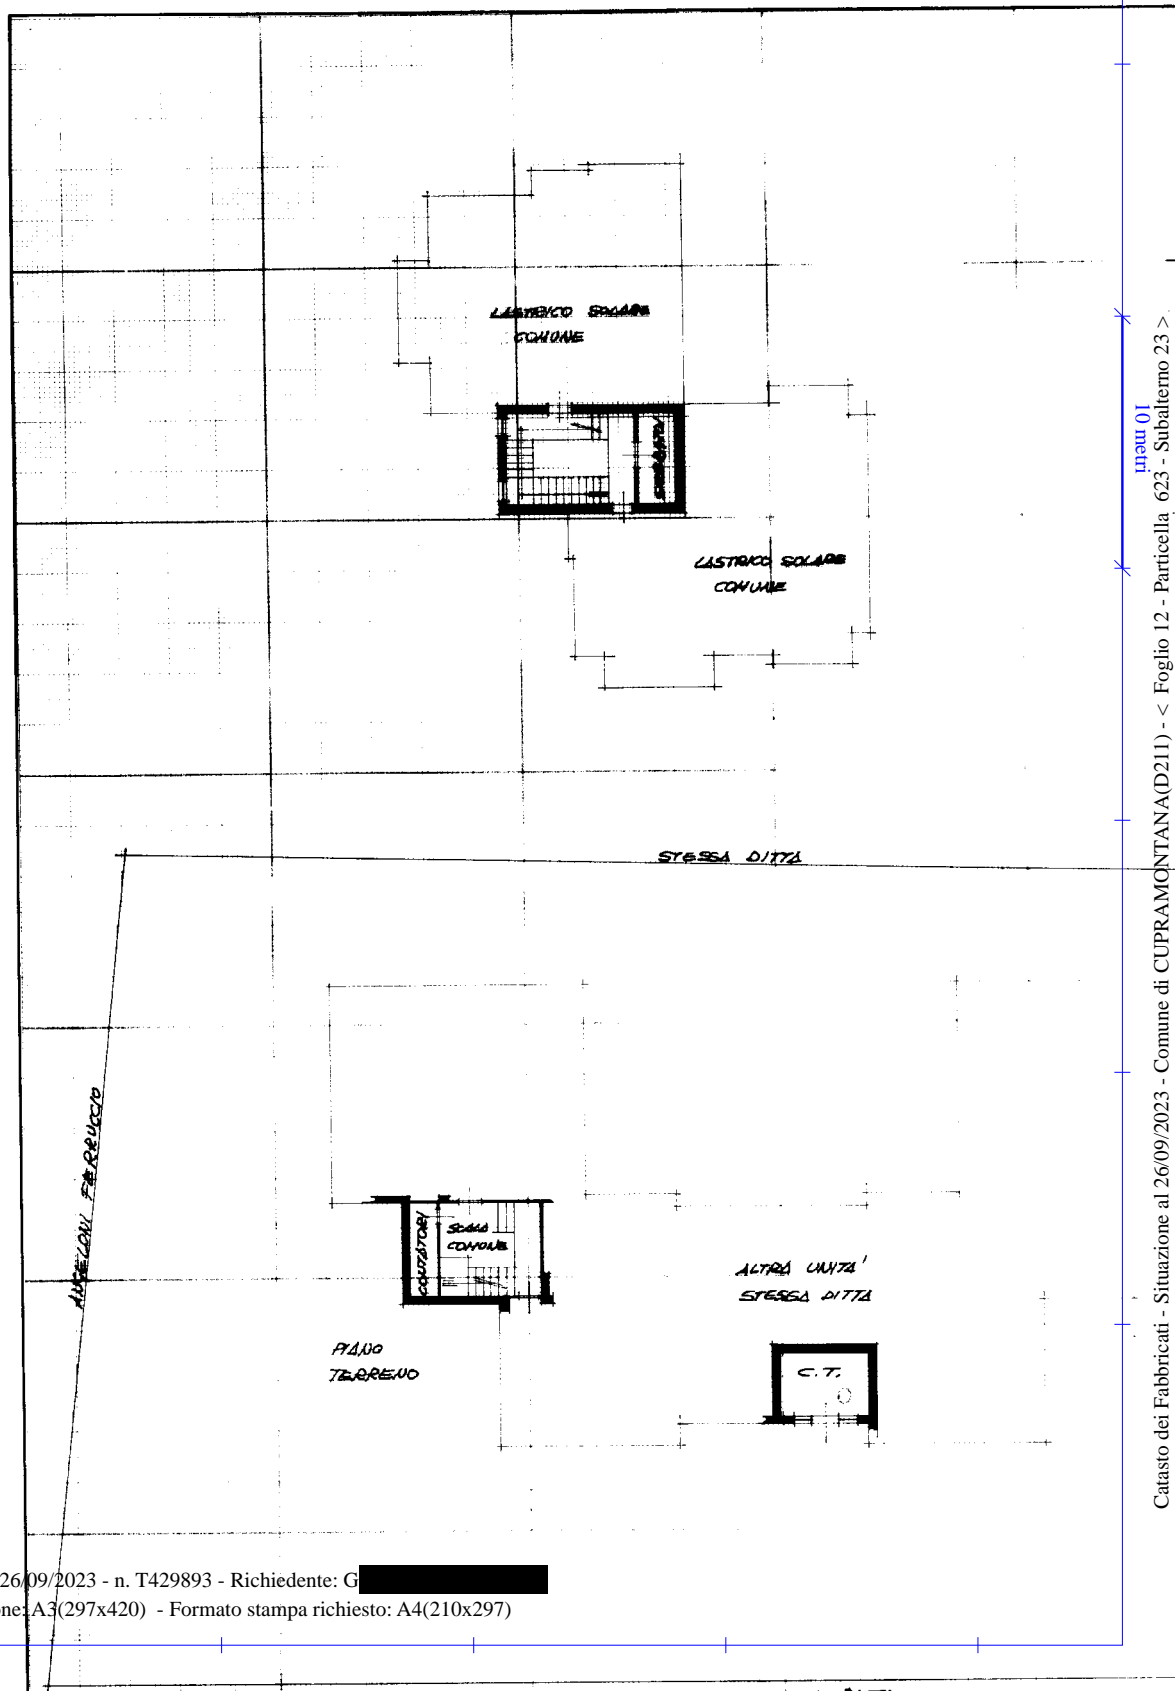 LASTRICO SOLARE
COMUNE
LASTRICO SOLARE
COMUNE
10 metri
STESSA DITTA
ANGELONI FERRUCCIO
CONTATORI
SCALA
COMUNE
ALTRA UNITA'
STESSA DITTA
PIANO
TERRENO
C.T.
Catasto dei Fabbricati - Situazione al 26/09/2023 - Comune di CUPRAMONTANA(D211) - < Foglio 12 - Particella 623 - Subalterno 23 >
26/09/2023 - n. T429893 - Richiedente: G
ne: A3(297x420) - Formato stampa richiesto: A4(210x297)